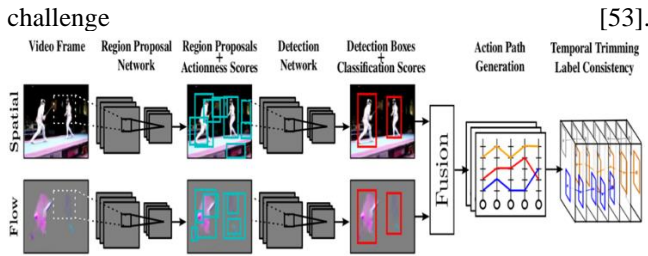 challenge [53].
Video Frame
Region Proposal
Network
Region Proposals
+
Actionness Scores
Detection
Network
Detection Boxes
+
Classification Scores
Action Path
Generation
Temporal Trimming
Label Consistency
Spatial
Flow
Fusion